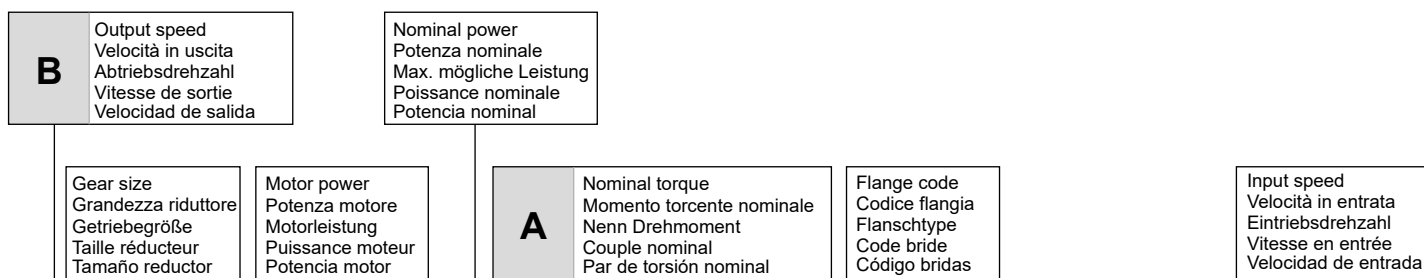 B
Output speed
Velocità in uscita
Abtriebsdrehzahl
Vitesse de sortie
Velocidad de salida
Nominal power
Potenza nominale
Max. mögliche Leistung
Poissance nominale
Potencia nominal
Gear size
Grandezza riduttore
Getriebegröße
Taille réducteur
Tamaño reductor
Motor power
Potenza motore
Motorleistung
Puissance moteur
Potencia motor
A
Nominal torque
Momento torcente nominale
Nenn Drehmoment
Couple nominal
Par de torsión nominal
Flange code
Codice flangia
Flanschtype
Code bride
Código bridas
Input speed
Velocità in entrata
Eintriebsdrehzahl
Vitesse en entrée
Velocidad de entrada